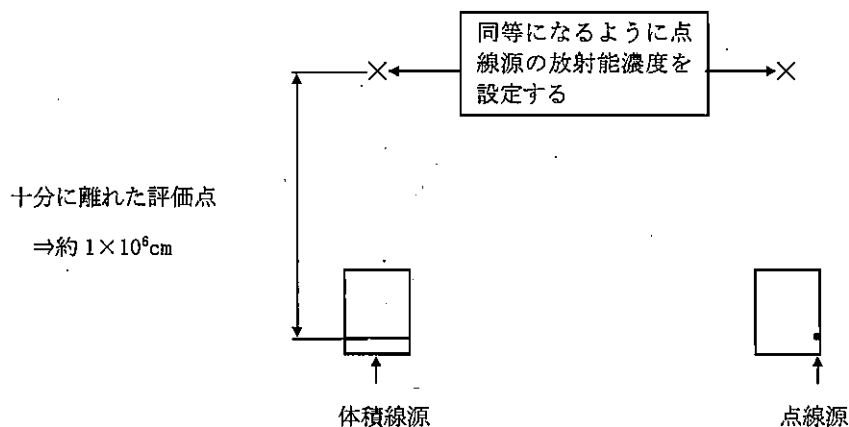 同等になるように点
線源の放射能濃度を
設定する
十分に離れた評価点
⇒約 1×10⁶cm
体積線源
点線源